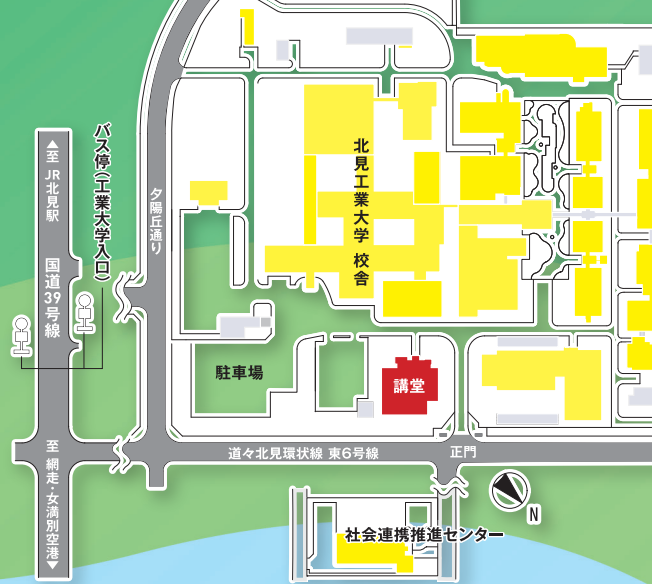 バス停（工業大学入口）
▲至 JR北見駅
国道39号線
夕陽丘通り
北見工業大学 校舎
駐車場
講堂
至 網走・女満別空港▼
道々北見環状線 東6号線
正門
N
社会連携推進センター